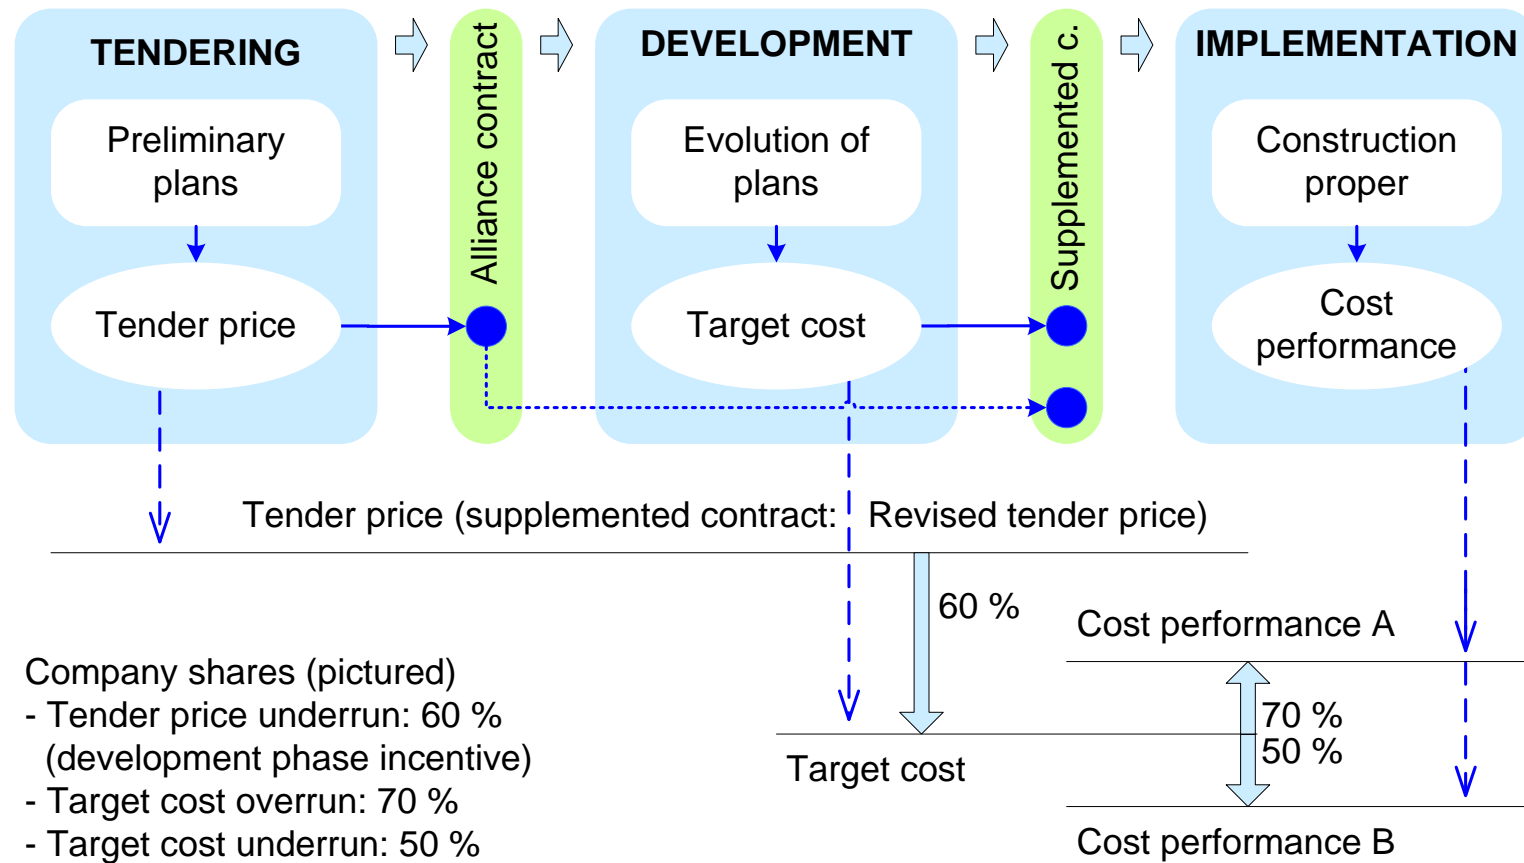 TENDERING
Alliance contract
DEVELOPMENT
Supplemented c.
IMPLEMENTATION
Preliminary
plans
Evolution of
plans
Construction
proper
Tender price
Target cost
Cost
performance
Tender price (supplemented contract: Revised tender price)
60 %
Cost performance A
70 %
50 %
Target cost
Cost performance B
Company shares (pictured)
- Tender price underrun: 60 %
(development phase incentive)
- Target cost overrun: 70 %
- Target cost underrun: 50 %